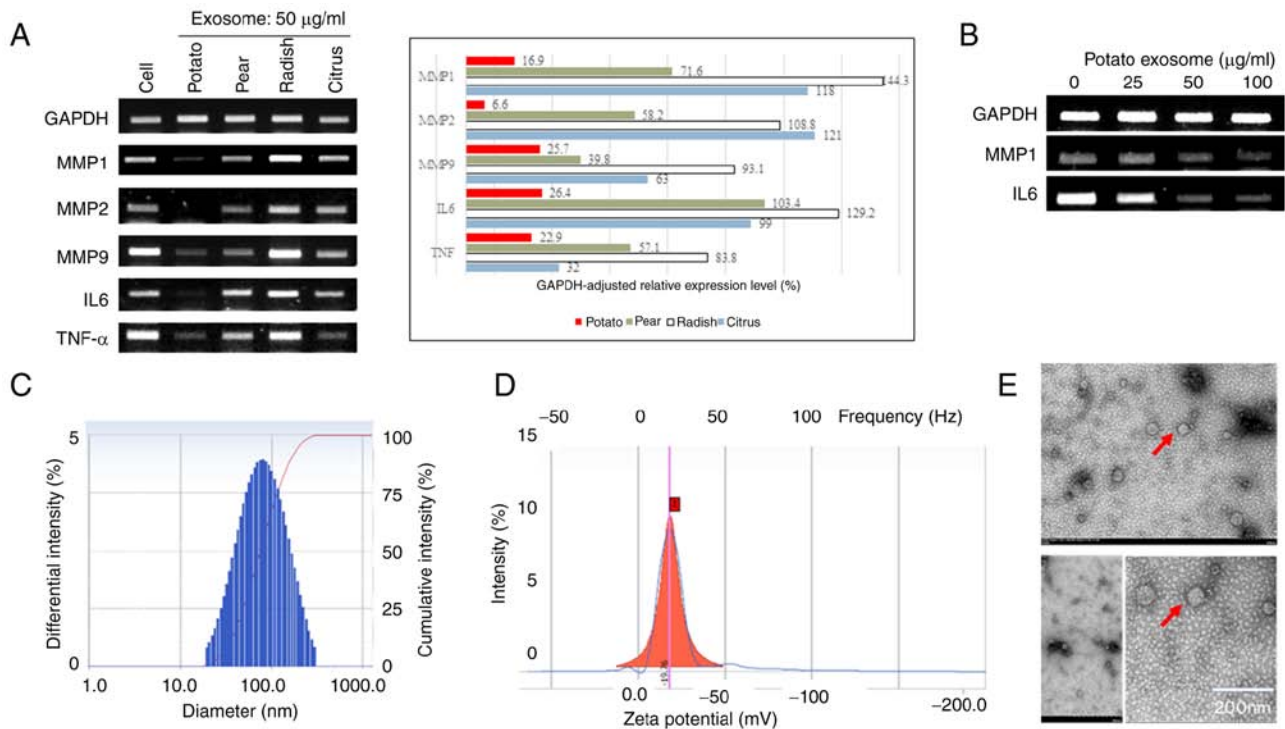 A
Exosome: 50 μg/ml
Cell Potato Pear Radish Citrus
GAPDH
MMP1
MMP2
MMP9
IL6
TNF-α
MMP1 16.9 71.6 44.3 118
MMP2 6.6 58.2 108.8 121
MMP9 25.7 39.8 93.1 63
IL6 26.4 103.4 129.2 99
TNF 22.9 57.1 83.8 32
GAPDH-adjusted relative expression level (%)
Potato Pear Radish Citrus
B
Potato exosome (μg/ml)
0 25 50 100
GAPDH
MMP1
IL6
C
5 100
75
50
25
0 0
1.0 10.0 100.0 1000.0
Differential intensity (%)
Cumulative intensity (%)
Diameter (nm)
D
−50 0 50 100 Frequency (Hz)
15
10
5
0
Intensity (%)
0.0 −50 −100 −200.0
Zeta potential (mV)
E
200nm